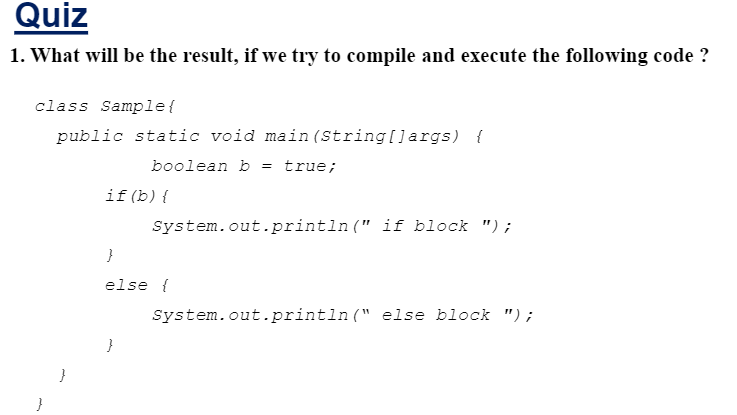 Quiz
1. What will be the result, if we try to compile and execute the following code ?
class Sample{
public static void main(String[]args) {
boolean b = true;
if(b){
System.out.println(" if block ");
}
else {
System.out.println(“ else block ");
}
}
}